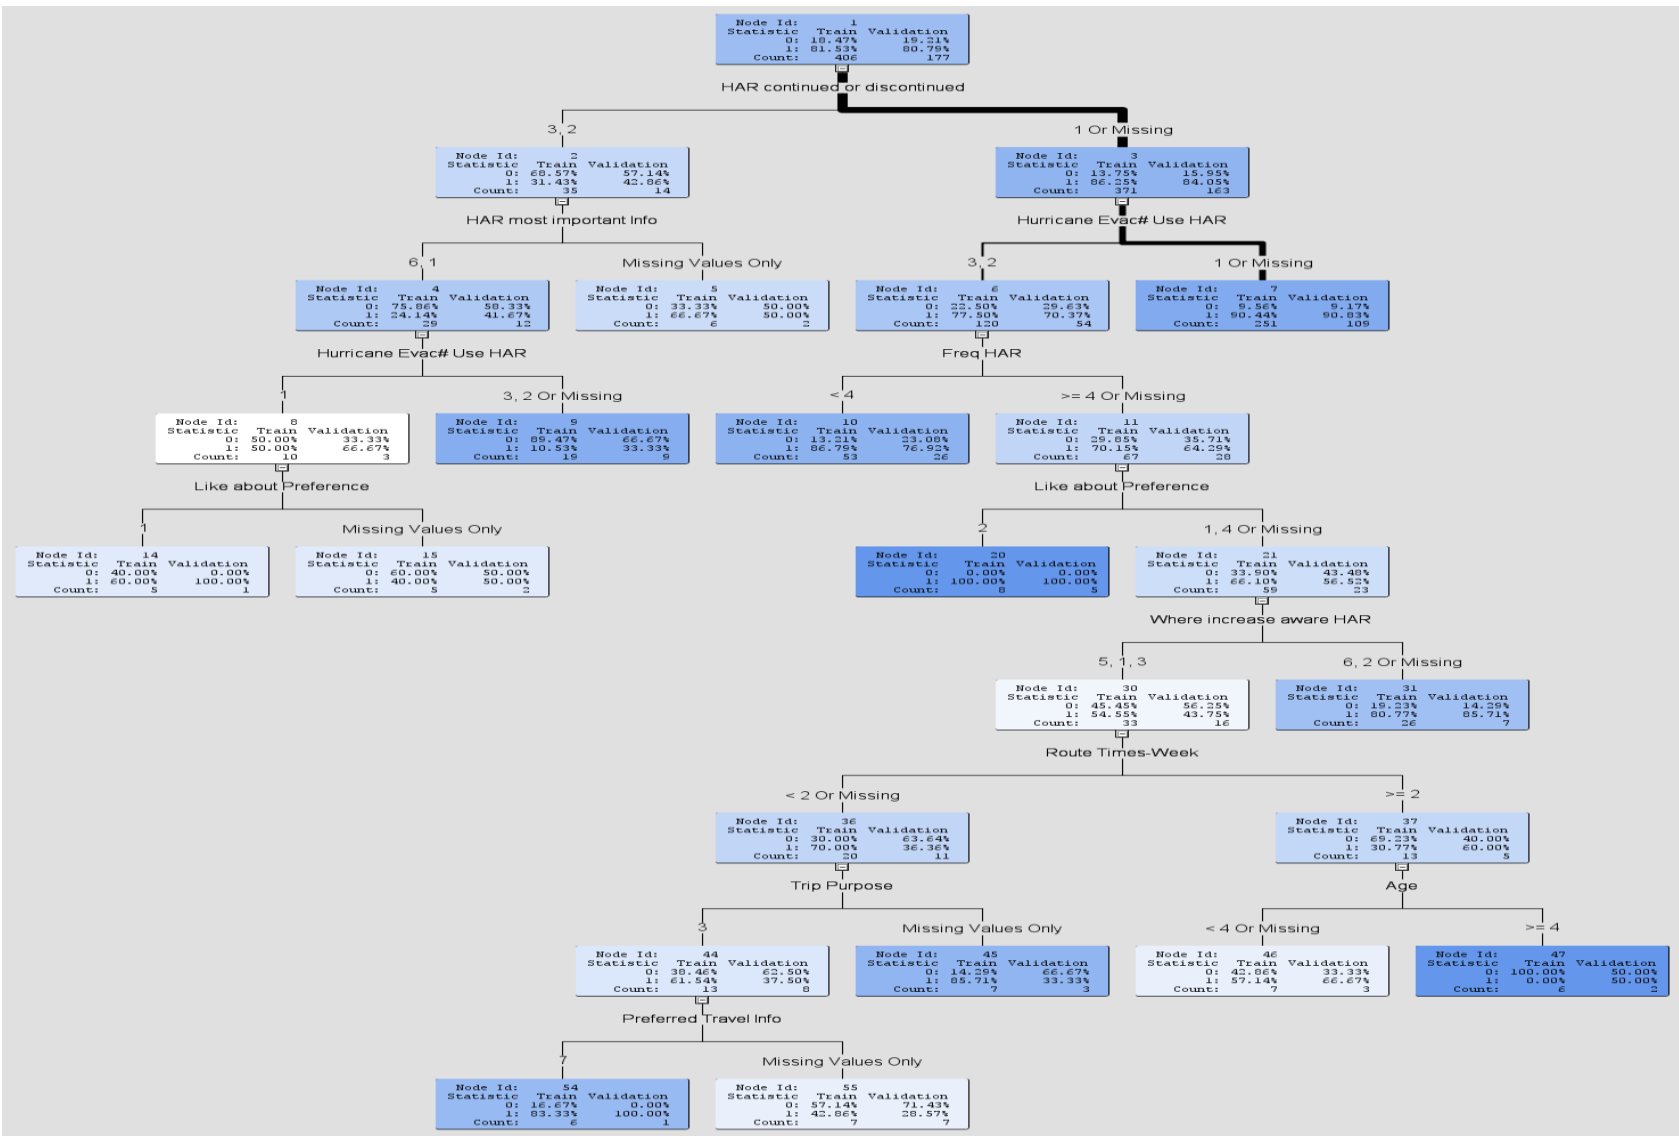 Node Id: 1
Statistic Train Validation
0: 18.47% 19.21%
1: 81.53% 80.79%
Count: 406 177
HAR continued or discontinued
3, 2
1 Or Missing
Node Id: 2
Statistic Train Validation
0: 68.57% 57.14%
1: 31.43% 42.86%
Count: 35 14
Node Id: 3
Statistic Train Validation
0: 13.75% 15.95%
1: 86.25% 84.05%
Count: 371 163
HAR most important Info
Hurricane Evac# Use HAR
6, 1
Missing Values Only
3, 2
1 Or Missing
Node Id: 4
Statistic Train Validation
0: 75.86% 58.33%
1: 24.14% 41.67%
Count: 29 12
Node Id: 5
Statistic Train Validation
0: 33.33% 50.00%
1: 66.67% 50.00%
Count: 6 2
Node Id: 6
Statistic Train Validation
0: 22.50% 29.63%
1: 77.50% 70.37%
Count: 120 54
Node Id: 7
Statistic Train Validation
0: 9.56% 9.17%
1: 90.44% 90.83%
Count: 251 109
Hurricane Evac# Use HAR
Freq HAR
1
3, 2 Or Missing
< 4
>= 4 Or Missing
Node Id: 8
Statistic Train Validation
0: 50.00% 33.33%
1: 50.00% 66.67%
Count: 10 3
Node Id: 9
Statistic Train Validation
0: 89.47% 66.67%
1: 10.53% 33.33%
Count: 19 9
Node Id: 10
Statistic Train Validation
0: 13.21% 23.08%
1: 86.79% 76.92%
Count: 53 26
Node Id: 11
Statistic Train Validation
0: 29.85% 35.71%
1: 70.15% 64.29%
Count: 67 28
Like about Preference
Like about Preference
1
Missing Values Only
2
1, 4 Or Missing
Node Id: 14
Statistic Train Validation
0: 40.00% 0.00%
1: 60.00% 100.00%
Count: 5 1
Node Id: 15
Statistic Train Validation
0: 60.00% 50.00%
1: 40.00% 50.00%
Count: 5 2
Node Id: 20
Statistic Train Validation
0: 0.00% 0.00%
1: 100.00% 100.00%
Count: 8 5
Node Id: 21
Statistic Train Validation
0: 33.90% 43.48%
1: 66.10% 56.52%
Count: 59 23
Where increase aware HAR
5, 1, 3
6, 2 Or Missing
Node Id: 30
Statistic Train Validation
0: 45.45% 56.25%
1: 54.55% 43.75%
Count: 33 16
Node Id: 31
Statistic Train Validation
0: 19.23% 14.29%
1: 80.77% 85.71%
Count: 26 7
Route Times-Week
< 2 Or Missing
>= 2
Node Id: 36
Statistic Train Validation
0: 30.00% 63.64%
1: 70.00% 36.36%
Count: 20 11
Node Id: 37
Statistic Train Validation
0: 69.23% 40.00%
1: 30.77% 60.00%
Count: 13 5
Trip Purpose
Age
3
Missing Values Only
< 4 Or Missing
>= 4
Node Id: 44
Statistic Train Validation
0: 38.46% 62.50%
1: 61.54% 37.50%
Count: 13 8
Node Id: 45
Statistic Train Validation
0: 14.29% 66.67%
1: 85.71% 33.33%
Count: 7 3
Node Id: 46
Statistic Train Validation
0: 42.86% 33.33%
1: 57.14% 66.67%
Count: 7 3
Node Id: 47
Statistic Train Validation
0: 100.00% 50.00%
1: 0.00% 50.00%
Count: 6 2
Preferred Travel Info
7
Missing Values Only
Node Id: 54
Statistic Train Validation
0: 16.67% 0.00%
1: 83.33% 100.00%
Count: 6 1
Node Id: 55
Statistic Train Validation
0: 57.14% 71.43%
1: 42.86% 28.57%
Count: 7 7